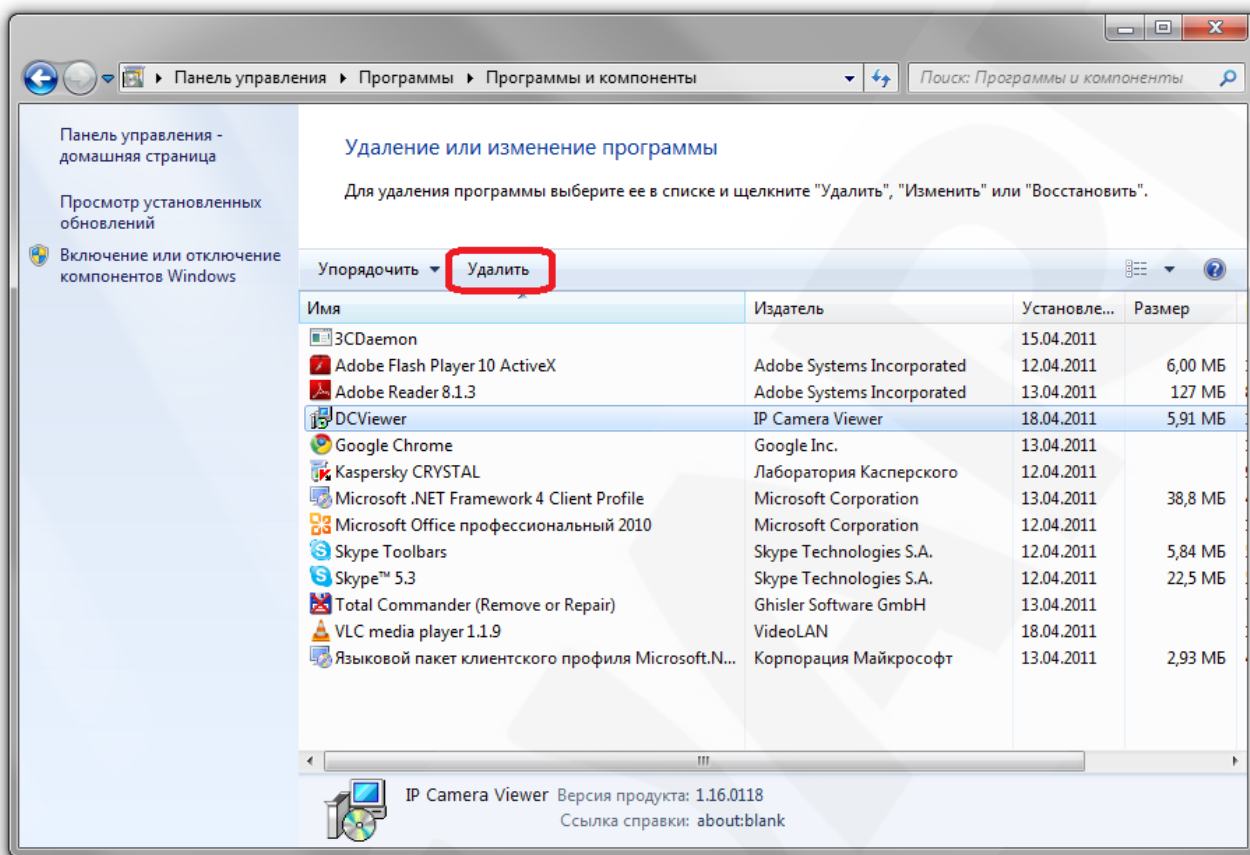 Панель управления ▸ Программы ▸ Программы и компоненты
Поиск: Программы и компоненты
Панель управления -
домашняя страница
Просмотр установленных
обновлений
Включение или отключение
компонентов Windows
Удаление или изменение программы
Для удаления программы выберите ее в списке и щелкните "Удалить", "Изменить" или "Восстановить".
Упорядочить Удалить
Имя Издатель Установле... Размер
3CDaemon 15.04.2011
Adobe Flash Player 10 ActiveX Adobe Systems Incorporated 12.04.2011 6,00 МБ
Adobe Reader 8.1.3 Adobe Systems Incorporated 13.04.2011 127 МБ
DCViewer IP Camera Viewer 18.04.2011 5,91 МБ
Google Chrome Google Inc. 13.04.2011
Kaspersky CRYSTAL Лаборатория Касперского 12.04.2011
Microsoft .NET Framework 4 Client Profile Microsoft Corporation 13.04.2011 38,8 МБ
Microsoft Office профессиональный 2010 Microsoft Corporation 12.04.2011
Skype Toolbars Skype Technologies S.A. 12.04.2011 5,84 МБ
Skype™ 5.3 Skype Technologies S.A. 12.04.2011 22,5 МБ
Total Commander (Remove or Repair) Ghisler Software GmbH 13.04.2011
VLC media player 1.1.9 VideoLAN 18.04.2011
Языковой пакет клиентского профиля Microsoft.N... Корпорация Майкрософт 13.04.2011 2,93 МБ
IP Camera Viewer Версия продукта: 1.16.0118
Ссылка справки: about:blank